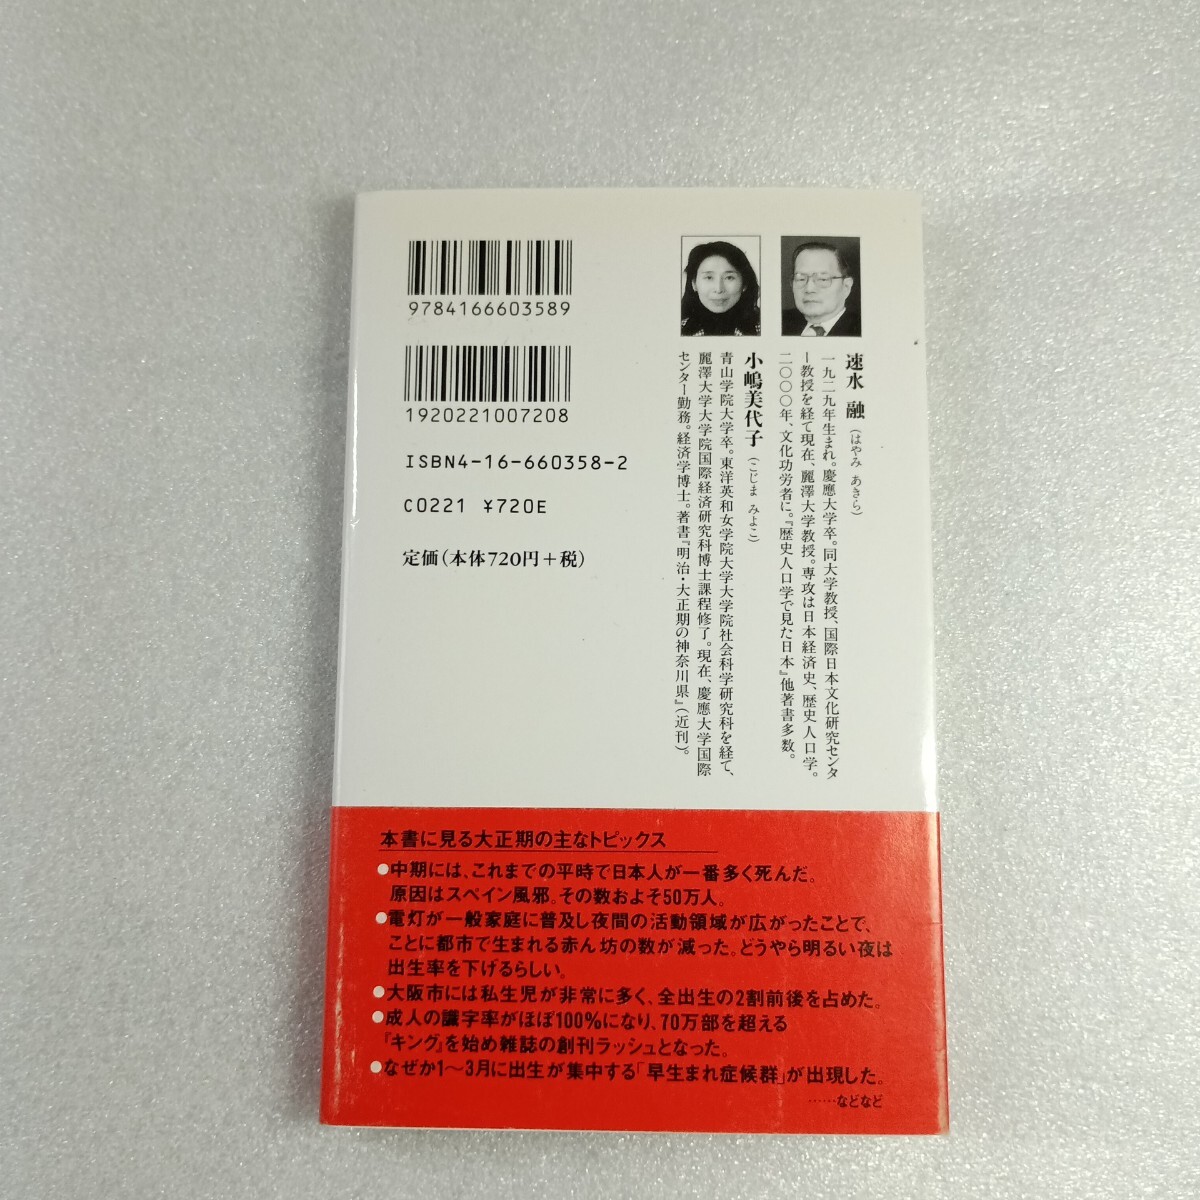 9784166603589
1920221007208
ISBN4-16-660358-2
C0221 ¥720E
定価(本体720円+税)
速水 融(はやみ あきら)
一九二九年生まれ。慶應大学卒。同大学教授、国際日本文化研究センタ
ー教授を経て現在、麗澤大学教授。専攻は日本経済史、歴史人口学。
二〇〇〇年、文化功労者に。『歴史人口学で見た日本』他著書多数。
小嶋美代子(こじま みよこ)
青山学院大学卒。東洋英和女学院大学大学院社会科学研究科を経て、
麗澤大学大学院国際経済研究科博士課程修了。現在、慶應大学国際
センター勤務。経済学博士。著書『明治・大正期の神奈川県』(近刊)。
本書に見る大正期の主なトピックス
●中期には、これまでの平時で日本人が一番多く死んだ。
原因はスペイン風邪。その数およそ50万人。
●電灯が一般家庭に普及し夜間の活動領域が広がったことで、
ことに都市で生まれる赤ん坊の数が減った。どうやら明るい夜は
出生率を下げるらしい。
●大阪市には私生児が非常に多く、全出生の2割前後を占めた。
●成人の識字率がほぼ100%になり、70万部を超える
『キング』を始め雑誌の創刊ラッシュとなった。
●なぜか1〜3月に出生が集中する「早生まれ症候群」が出現した。
……などなど